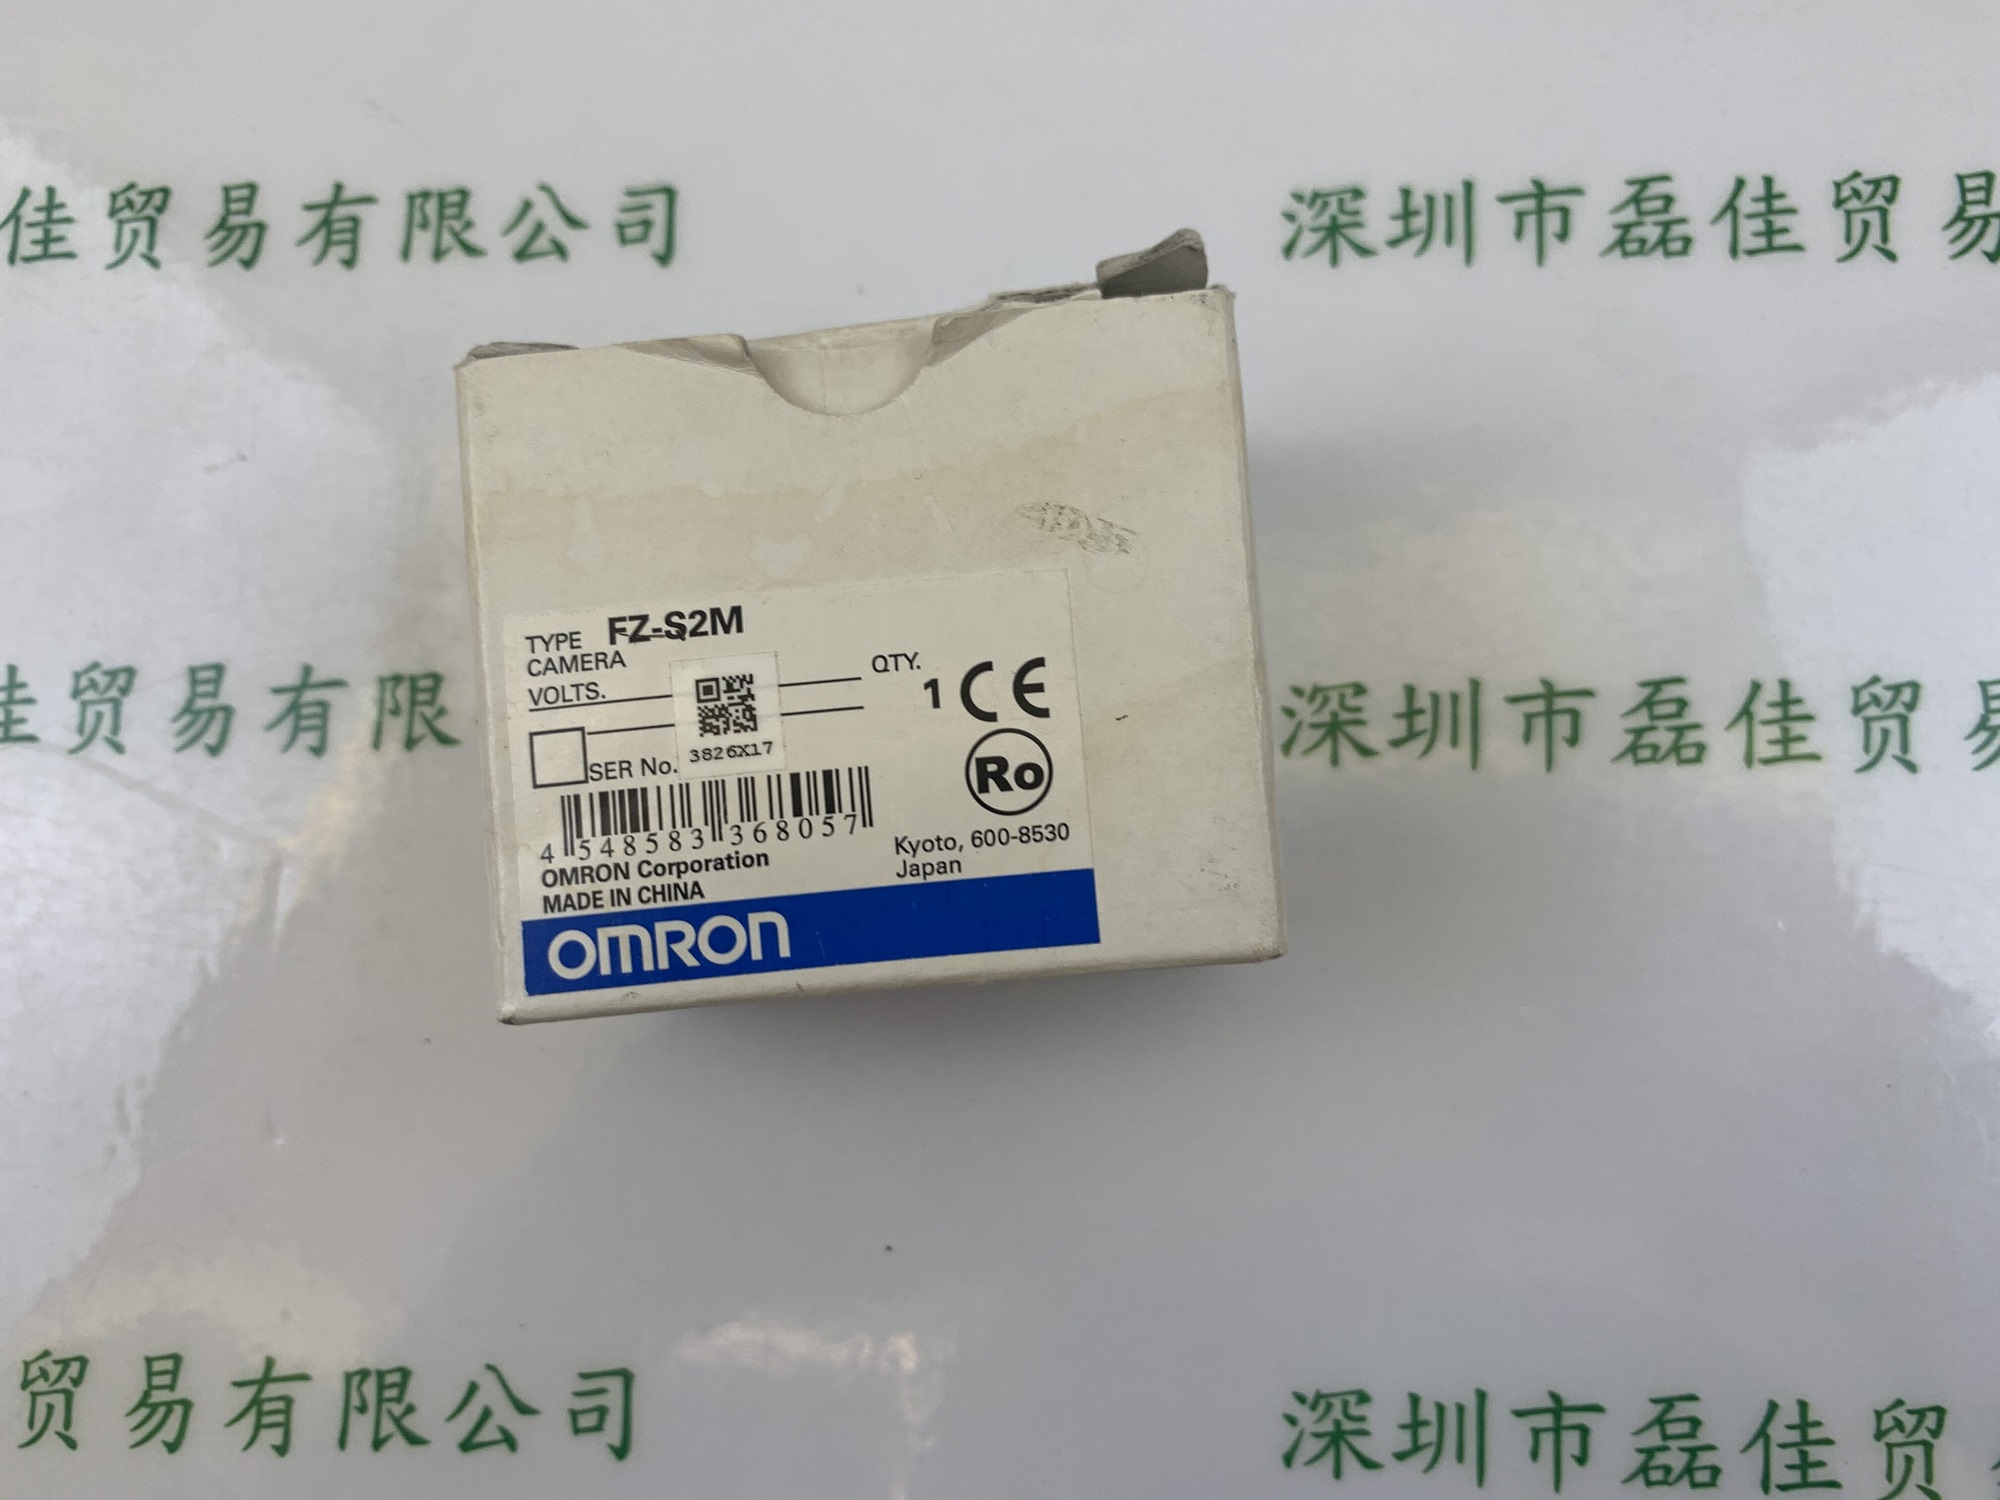 佳贸易有限公司
深圳市磊佳贸易
TYPE FZ-S2M
CAMERA
VOLTS.
QTY. 1 CE
3826X17
SER No.
Ro
4 548583 368057
OMRON Corporation
MADE IN CHINA
Kyoto, 600-8530
Japan
OMRON
佳贸易有限
深圳市磊佳贸易
贸易有限公司
深圳市磊佳贸